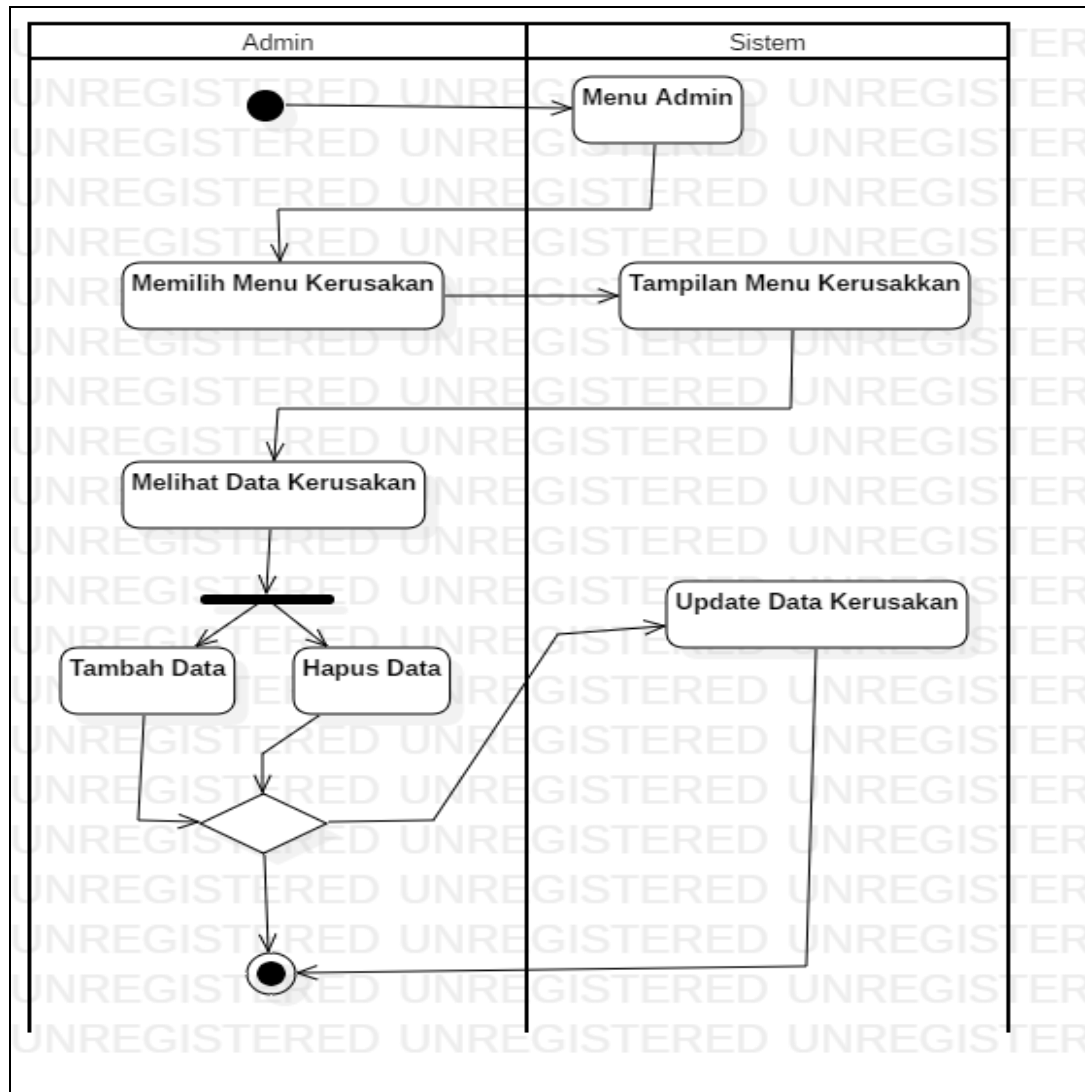 Admin
Sistem
Menu Admin
Memilih Menu Kerusakan
Tampilan Menu Kerusakkan
Melihat Data Kerusakan
Update Data Kerusakan
Tambah Data
Hapus Data
UNREGISTERED